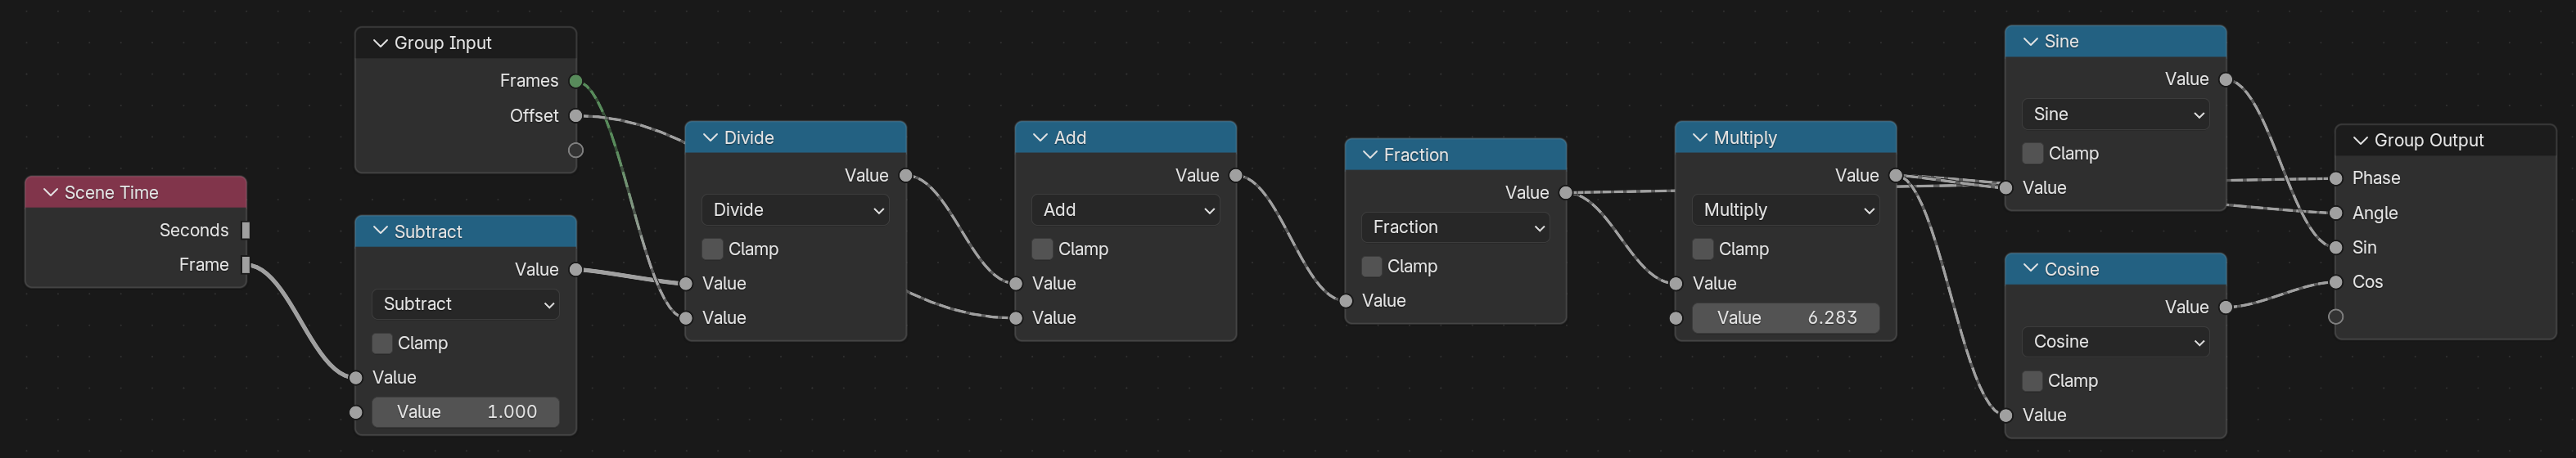 Scene Time
Seconds
Frame
Group Input
Frames
Offset
Subtract
Value
Subtract
Clamp
Value
Value 1.000
Divide
Value
Divide
Clamp
Value
Value
Add
Value
Add
Clamp
Value
Value
Fraction
Value
Fraction
Clamp
Value
Multiply
Value
Multiply
Clamp
Value
Value 6.283
Sine
Value
Sine
Clamp
Value
Cosine
Value
Cosine
Clamp
Value
Group Output
Phase
Angle
Sin
Cos